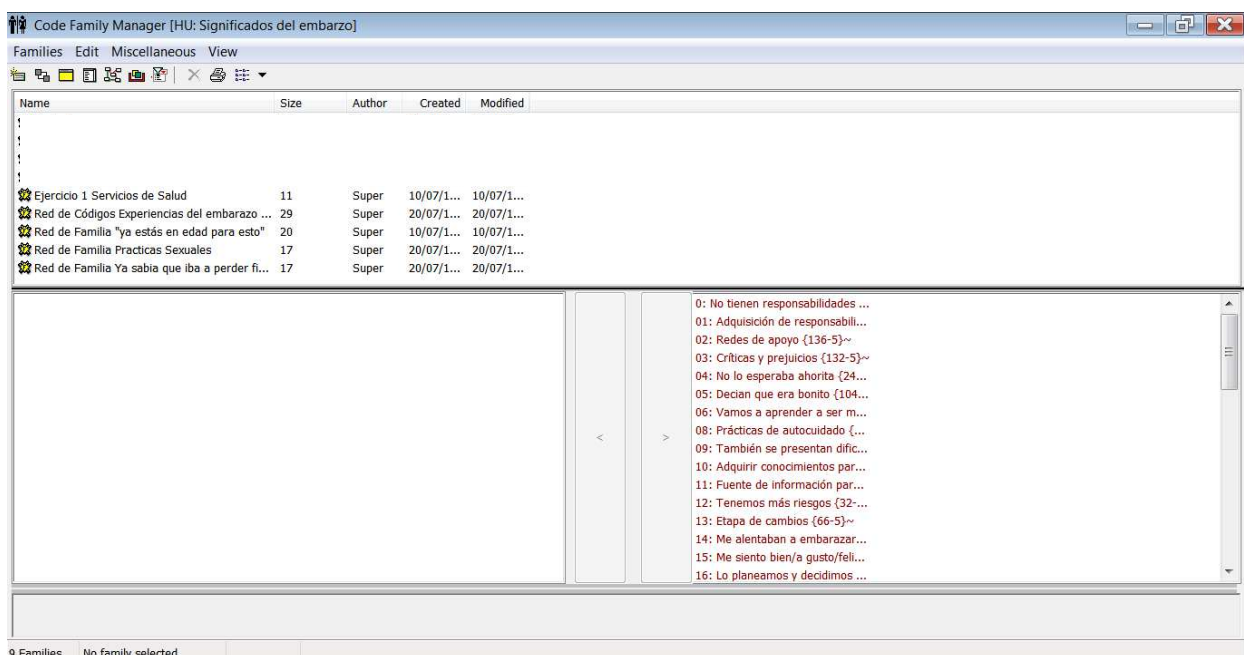 Code Family Manager [HU: Significados del embarzo]
Families Edit Miscellaneous View
Name Size Author Created Modified
Ejercicio 1 Servicios de Salud 11 Super 10/07/1... 10/07/1...
Red de Códigos Experiencias del embarazo ... 29 Super 20/07/1... 20/07/1...
Red de Familia "ya estás en edad para esto" 20 Super 10/07/1... 10/07/1...
Red de Familia Practicas Sexuales 17 Super 20/07/1... 20/07/1...
Red de Familia Ya sabia que iba a perder fi... 17 Super 20/07/1... 20/07/1...
0: No tienen responsabilidades ...
01: Adquisición de responsabili...
02: Redes de apoyo {136-5}~
03: Críticas y prejuicios {132-5}~
04: No lo esperaba ahorita {24...
05: Decian que era bonito {104...
06: Vamos a aprender a ser m...
08: Prácticas de autocuidado {...
09: También se presentan dific...
< >
10: Adquirir conocimientos par...
11: Fuente de información par...
12: Tenemos más riesgos {32-...
13: Etapa de cambios {66-5}~
14: Me alentaban a embarazar...
15: Me siento bien/a gusto/feli...
16: Lo planeamos y decidimos ...
9 Families No family selected